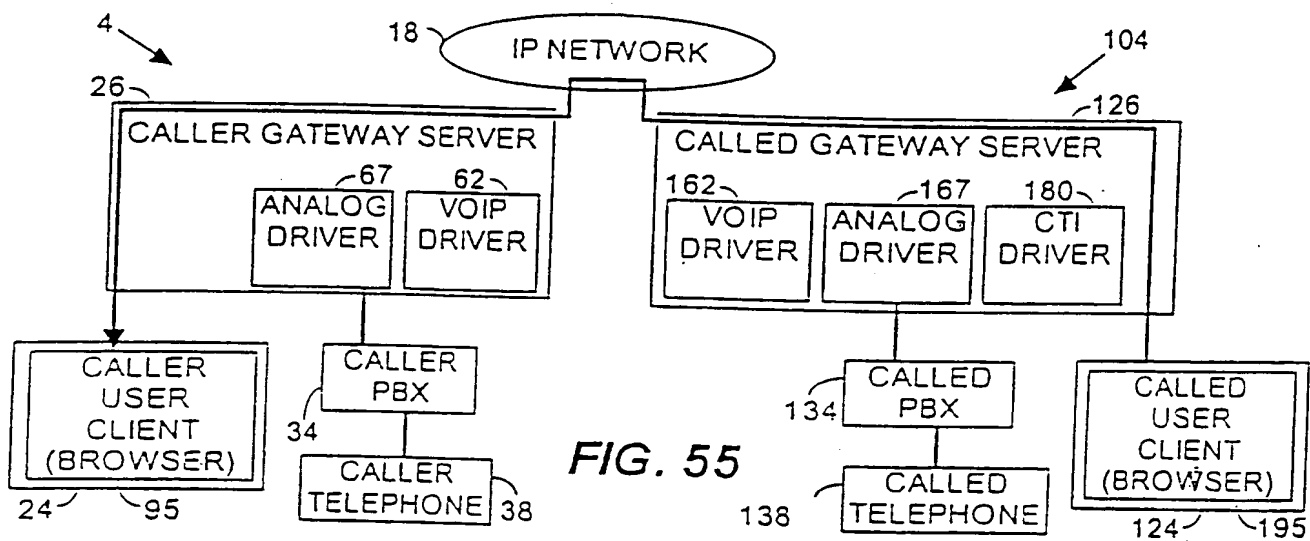 4
18
IP NETWORK
104
26
126
CALLER GATEWAY SERVER
CALLED GATEWAY SERVER
67
62
162
167
180
ANALOG
DRIVER
VOIP
DRIVER
VOIP
DRIVER
ANALOG
DRIVER
CTI
DRIVER
CALLER
USER
CLIENT
(BROWSER)
24
95
CALLER
PBX
34
CALLER
TELEPHONE
38
FIG. 55
CALLED
PBX
134
CALLED
TELEPHONE
138
CALLED
USER
CLIENT
(BROWSER)
124
195